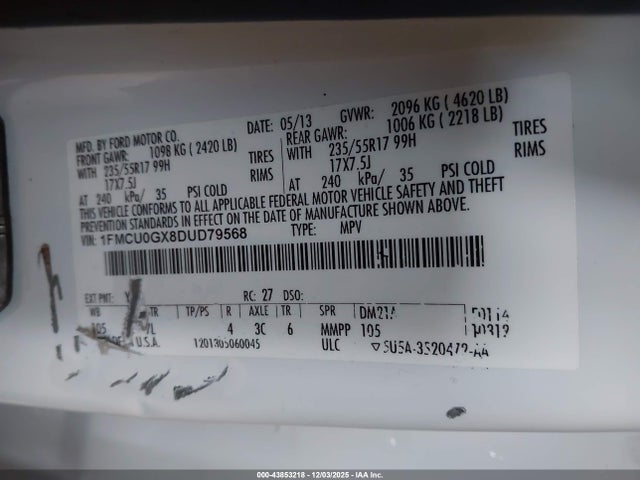 MFD. BY FORD MOTOR CO.
DATE: 05/13 GVWR: 2096 KG ( 4620 LB)
FRONT GAWR: 1098 KG ( 2420 LB) REAR GAWR: 1006 KG ( 2218 LB)
WITH 235/55R17 99H TIRES WITH 235/55R17 99H TIRES
17X7.5J RIMS 17X7.5J RIMS
AT 240 kPa/ 35 PSI COLD AT 240 kPa/ 35 PSI COLD
THIS VEHICLE CONFORMS TO ALL APPLICABLE FEDERAL MOTOR VEHICLE SAFETY AND THEFT
PREVENTION STANDARDS IN EFFECT ON THE DATE OF MANUFACTURE SHOWN ABOVE.
VIN: 1FMCU0GX8DUD79568 TYPE: MPV
EXT PNT: RC: 27 DSO:
WB TR TP/PS R AXLE TR SPR DM21A
105 L 4 3C 6 MMPP 105
U.S.A. 1201305060045 ULC
000-43853218 - 12/03/2025 - IAA Inc.